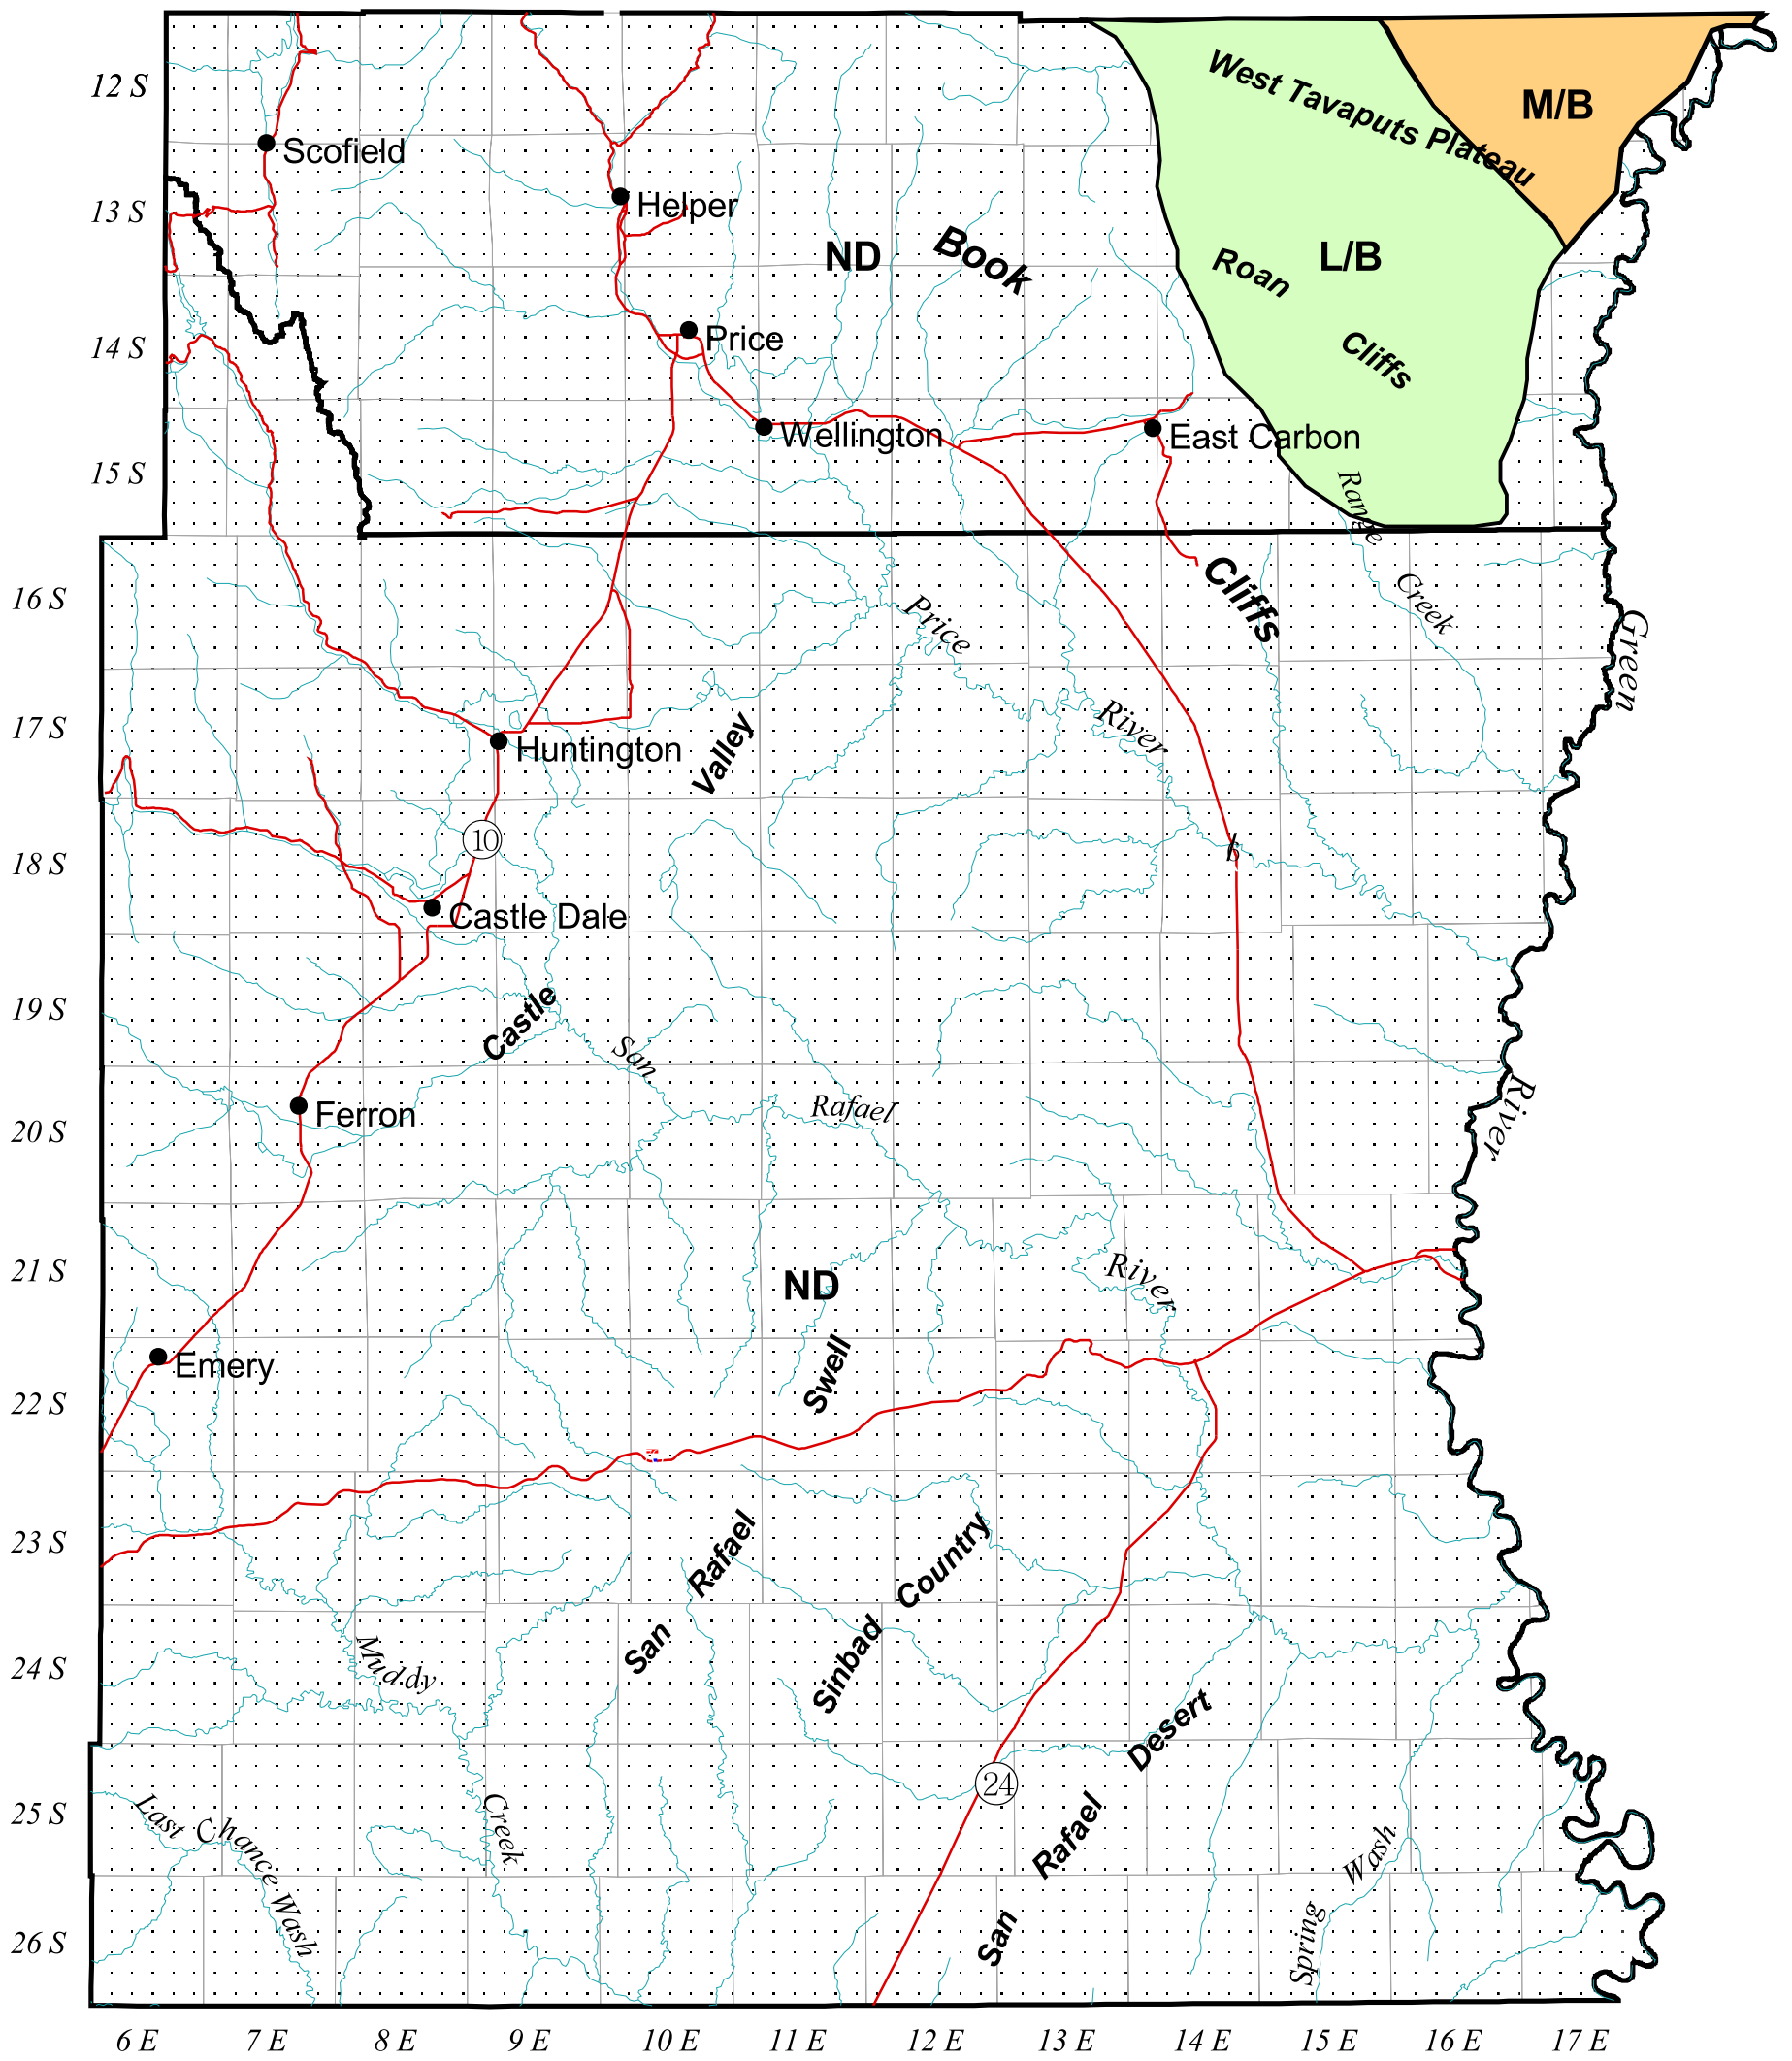 12 S
West Tavaputs Plateau
M/B
Scofield
13 S
Helper
ND
Book
Roan
L/B
14 S
Price
Cliffs
Wellington
East Carbon
15 S
Range
Cliffs
16 S
Price
Creek
Green
17 S
River
Huntington
Valley
10
18 S
Castle Dale
19 S
Castle
San
Rafael
Ferron
20 S
River
21 S
ND
River
Emery
Swell
22 S
23 S
Rafael
Country
San
Sinbad
24 S
Muddy
Desert
24
25 S
Last Chance Wash
Creek
Rafael
Wash
26 S
San
Spring
6 E 7 E 8 E 9 E 10 E 11 E 12 E 13 E 14 E 15 E 16 E 17 E